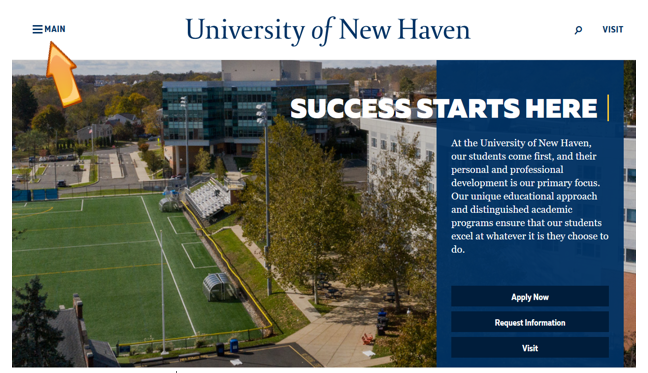 MAIN
University of New Haven
VISIT
SUCCESS STARTS HERE
At the University of New Haven,
our students come first, and their
personal and professional
development is our primary focus.
Our unique educational approach
and distinguished academic
programs ensure that our students
excel at whatever it is they choose to
do.
Apply Now
Request Information
Visit